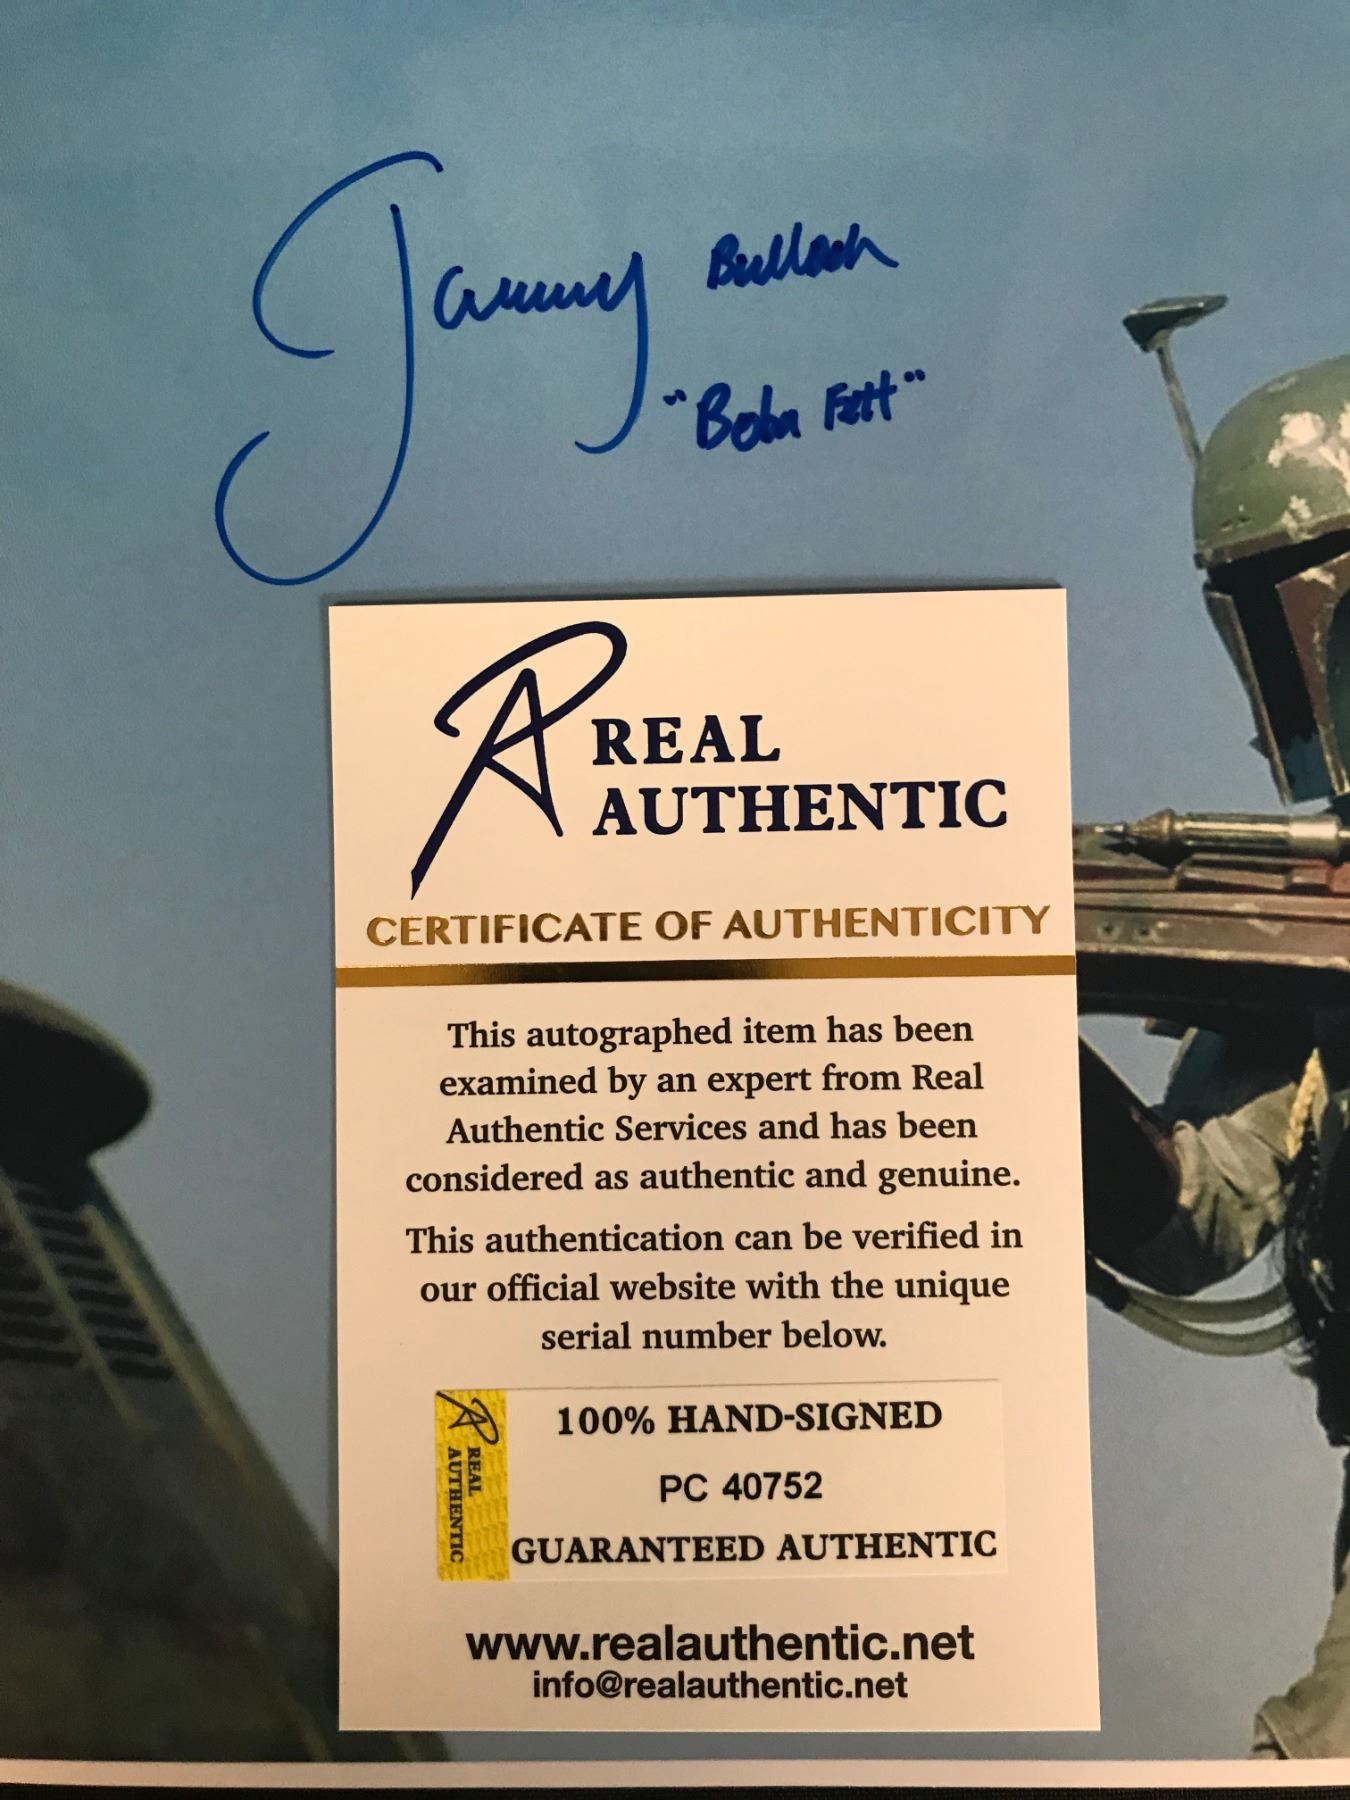 Jeremy Bulloch
"Boba Fett"
REAL
AUTHENTIC
CERTIFICATE OF AUTHENTICITY
This autographed item has been
examined by an expert from Real
Authentic Services and has been
considered as authentic and genuine.
This authentication can be verified in
our official website with the unique
serial number below.
REAL
AUTHENTIC
100% HAND-SIGNED
PC 40752
GUARANTEED AUTHENTIC
www.realauthentic.net
info@realauthentic.net